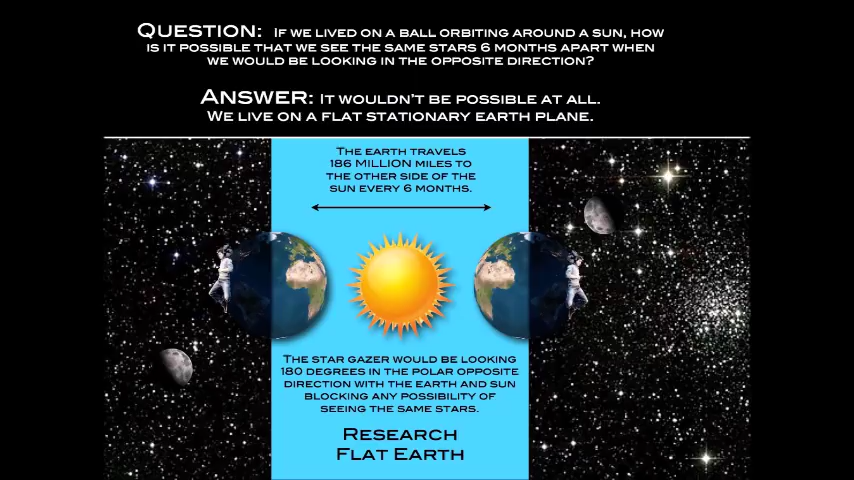 QUESTION: IF WE LIVED ON A BALL ORBITING AROUND A SUN, HOW
IS IT POSSIBLE THAT WE SEE THE SAME STARS 6 MONTHS APART WHEN
WE WOULD BE LOOKING IN THE OPPOSITE DIRECTION?
ANSWER: IT WOULDN'T BE POSSIBLE AT ALL.
WE LIVE ON A FLAT STATIONARY EARTH PLANE.
THE EARTH TRAVELS
186 MILLION MILES TO
THE OTHER SIDE OF THE
SUN EVERY 6 MONTHS.
THE STAR GAZER WOULD BE LOOKING
180 DEGREES IN THE POLAR OPPOSITE
DIRECTION WITH THE EARTH AND SUN
BLOCKING ANY POSSIBILITY OF
SEEING THE SAME STARS.
RESEARCH
FLAT EARTH